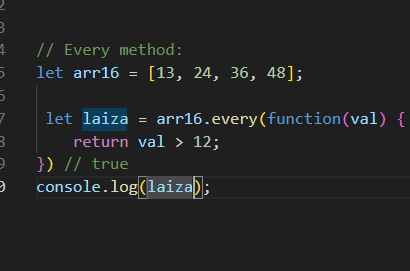 // Every method:
let arr16 = [13, 24, 36, 48];
let laiza = arr16.every(function(val) {
return val > 12;
}) // true
console.log(laiza);